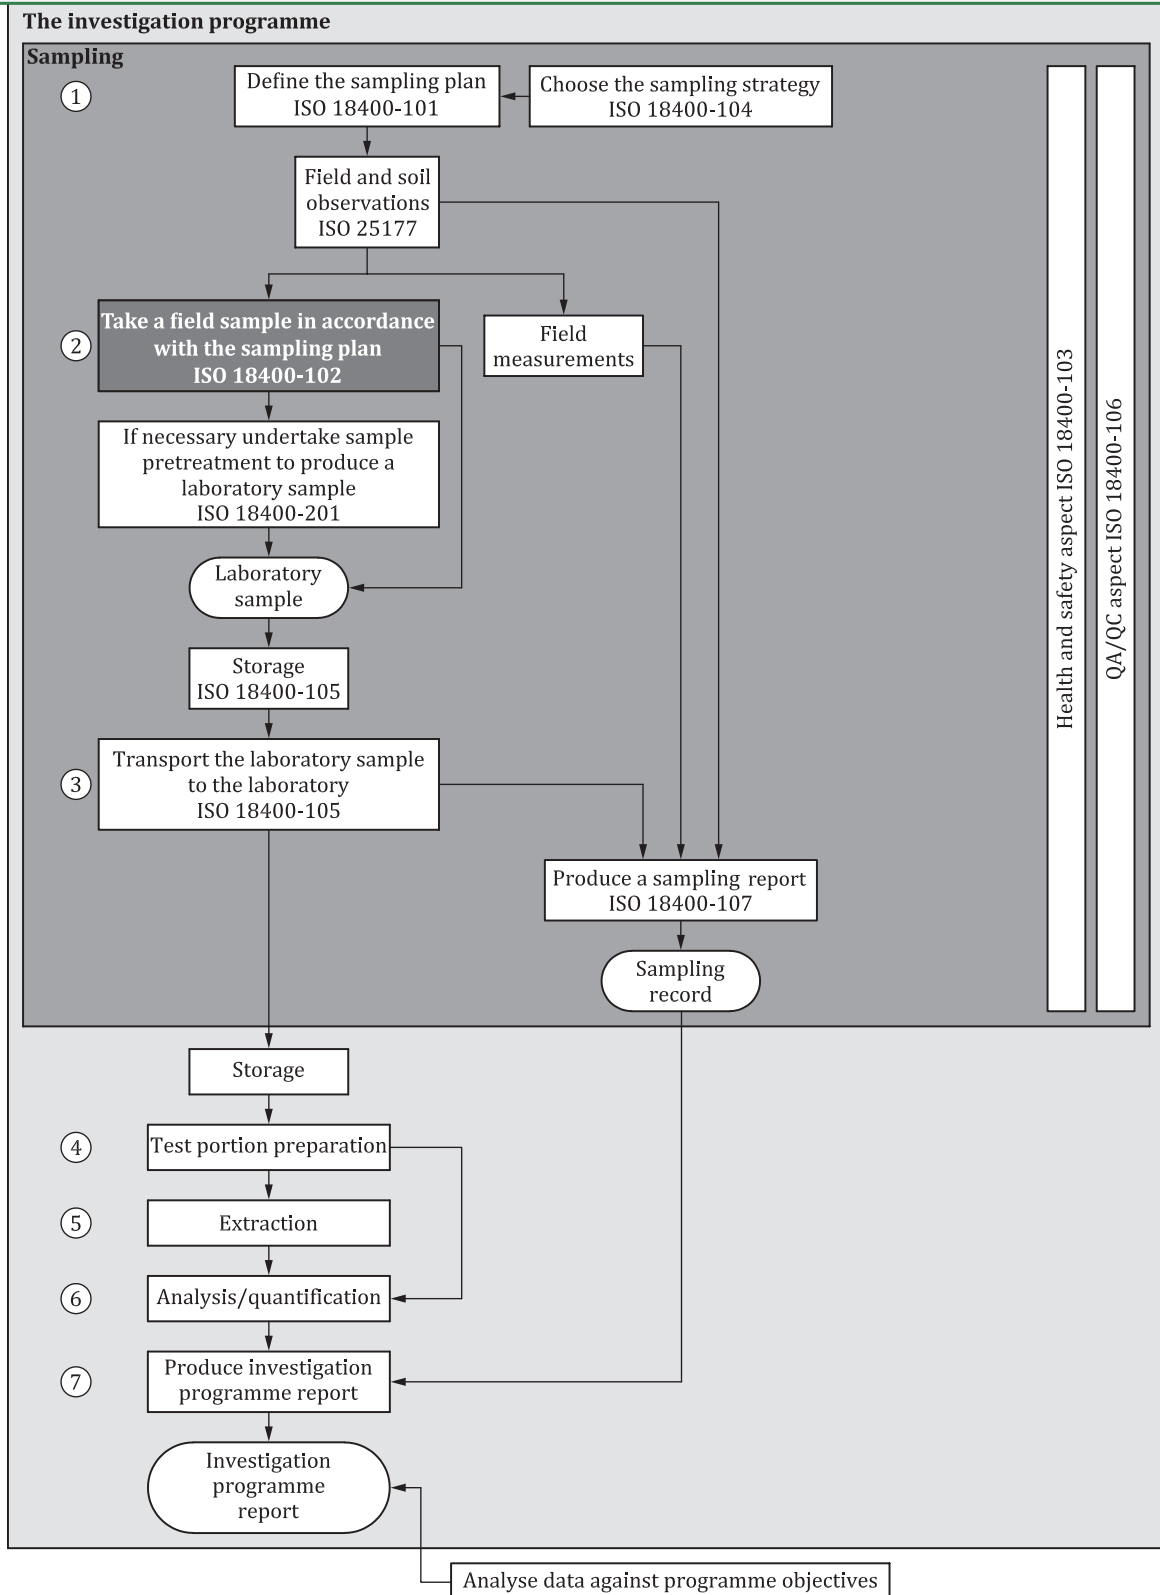 The investigation programme
Sampling
1
Define the sampling plan
ISO 18400-101
Choose the sampling strategy
ISO 18400-104
Field and soil
observations
ISO 25177
2
Take a field sample in accordance
with the sampling plan
ISO 18400-102
Field
measurements
If necessary undertake sample
pretreatment to produce a
laboratory sample
ISO 18400-201
Laboratory
sample
Storage
ISO 18400-105
3
Transport the laboratory sample
to the laboratory
ISO 18400-105
Produce a sampling report
ISO 18400-107
Sampling
record
Health and safety aspect ISO 18400-103
QA/QC aspect ISO 18400-106
Storage
4
Test portion preparation
5
Extraction
6
Analysis/quantification
7
Produce investigation
programme report
Investigation
programme
report
Analyse data against programme objectives